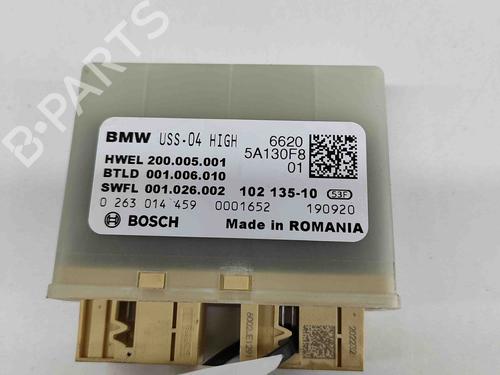 B-PARTS
BMW USS-04 HIGH 6620
5A130F8
01
HWEL 200.005.001
BTLD 001.006.010
SWFL 001.026.002 102 135-10 53F
0 263 014 459 0001652 190920
BOSCH Made in ROMANIA